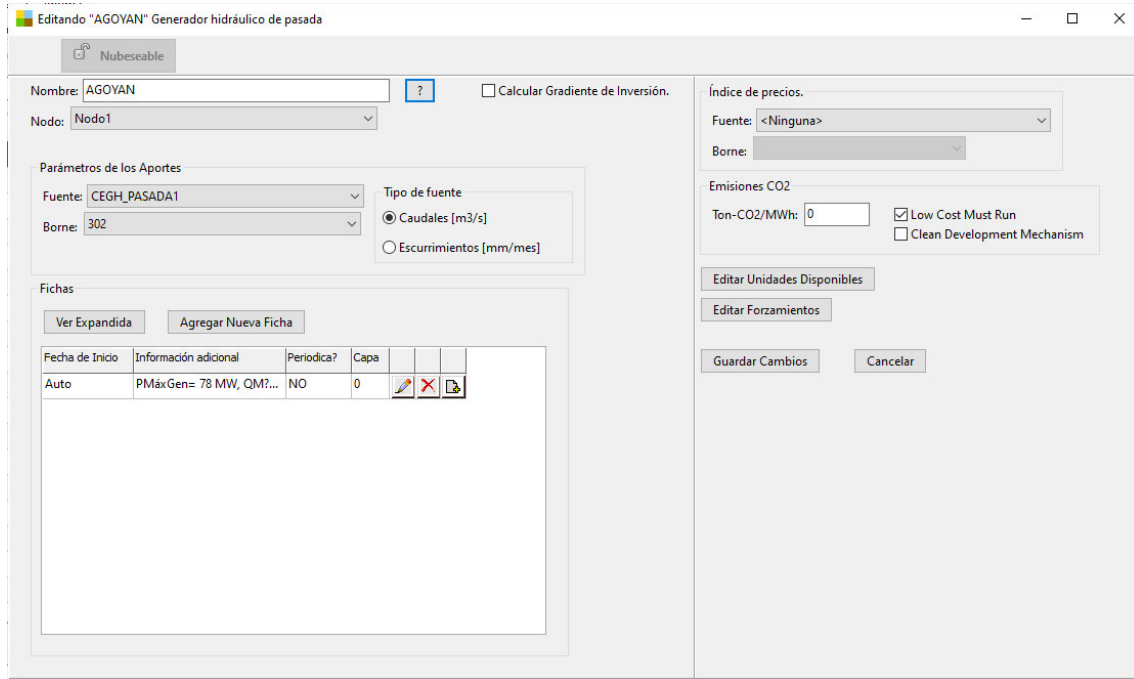 Editando "AGOYAN" Generador hidráulico de pasada
Nubeseable
Nombre: AGOYAN
?
Calcular Gradiente de Inversión.
Nodo: Nodo1
Parámetros de los Aportes
Fuente: CEGH_PASADA1
Borne: 302
Tipo de fuente
Caudales [m3/s]
Escurrimientos [mm/mes]
Fichas
Ver Expandida
Agregar Nueva Ficha
Fecha de Inicio Información adicional Periodica? Capa
Auto PMáxGen= 78 MW, QM?... NO 0
Índice de precios.
Fuente: <Ninguna>
Borne:
Emisiones CO2
Ton-CO2/MWh: 0
Low Cost Must Run
Clean Development Mechanism
Editar Unidades Disponibles
Editar Forzamientos
Guardar Cambios
Cancelar